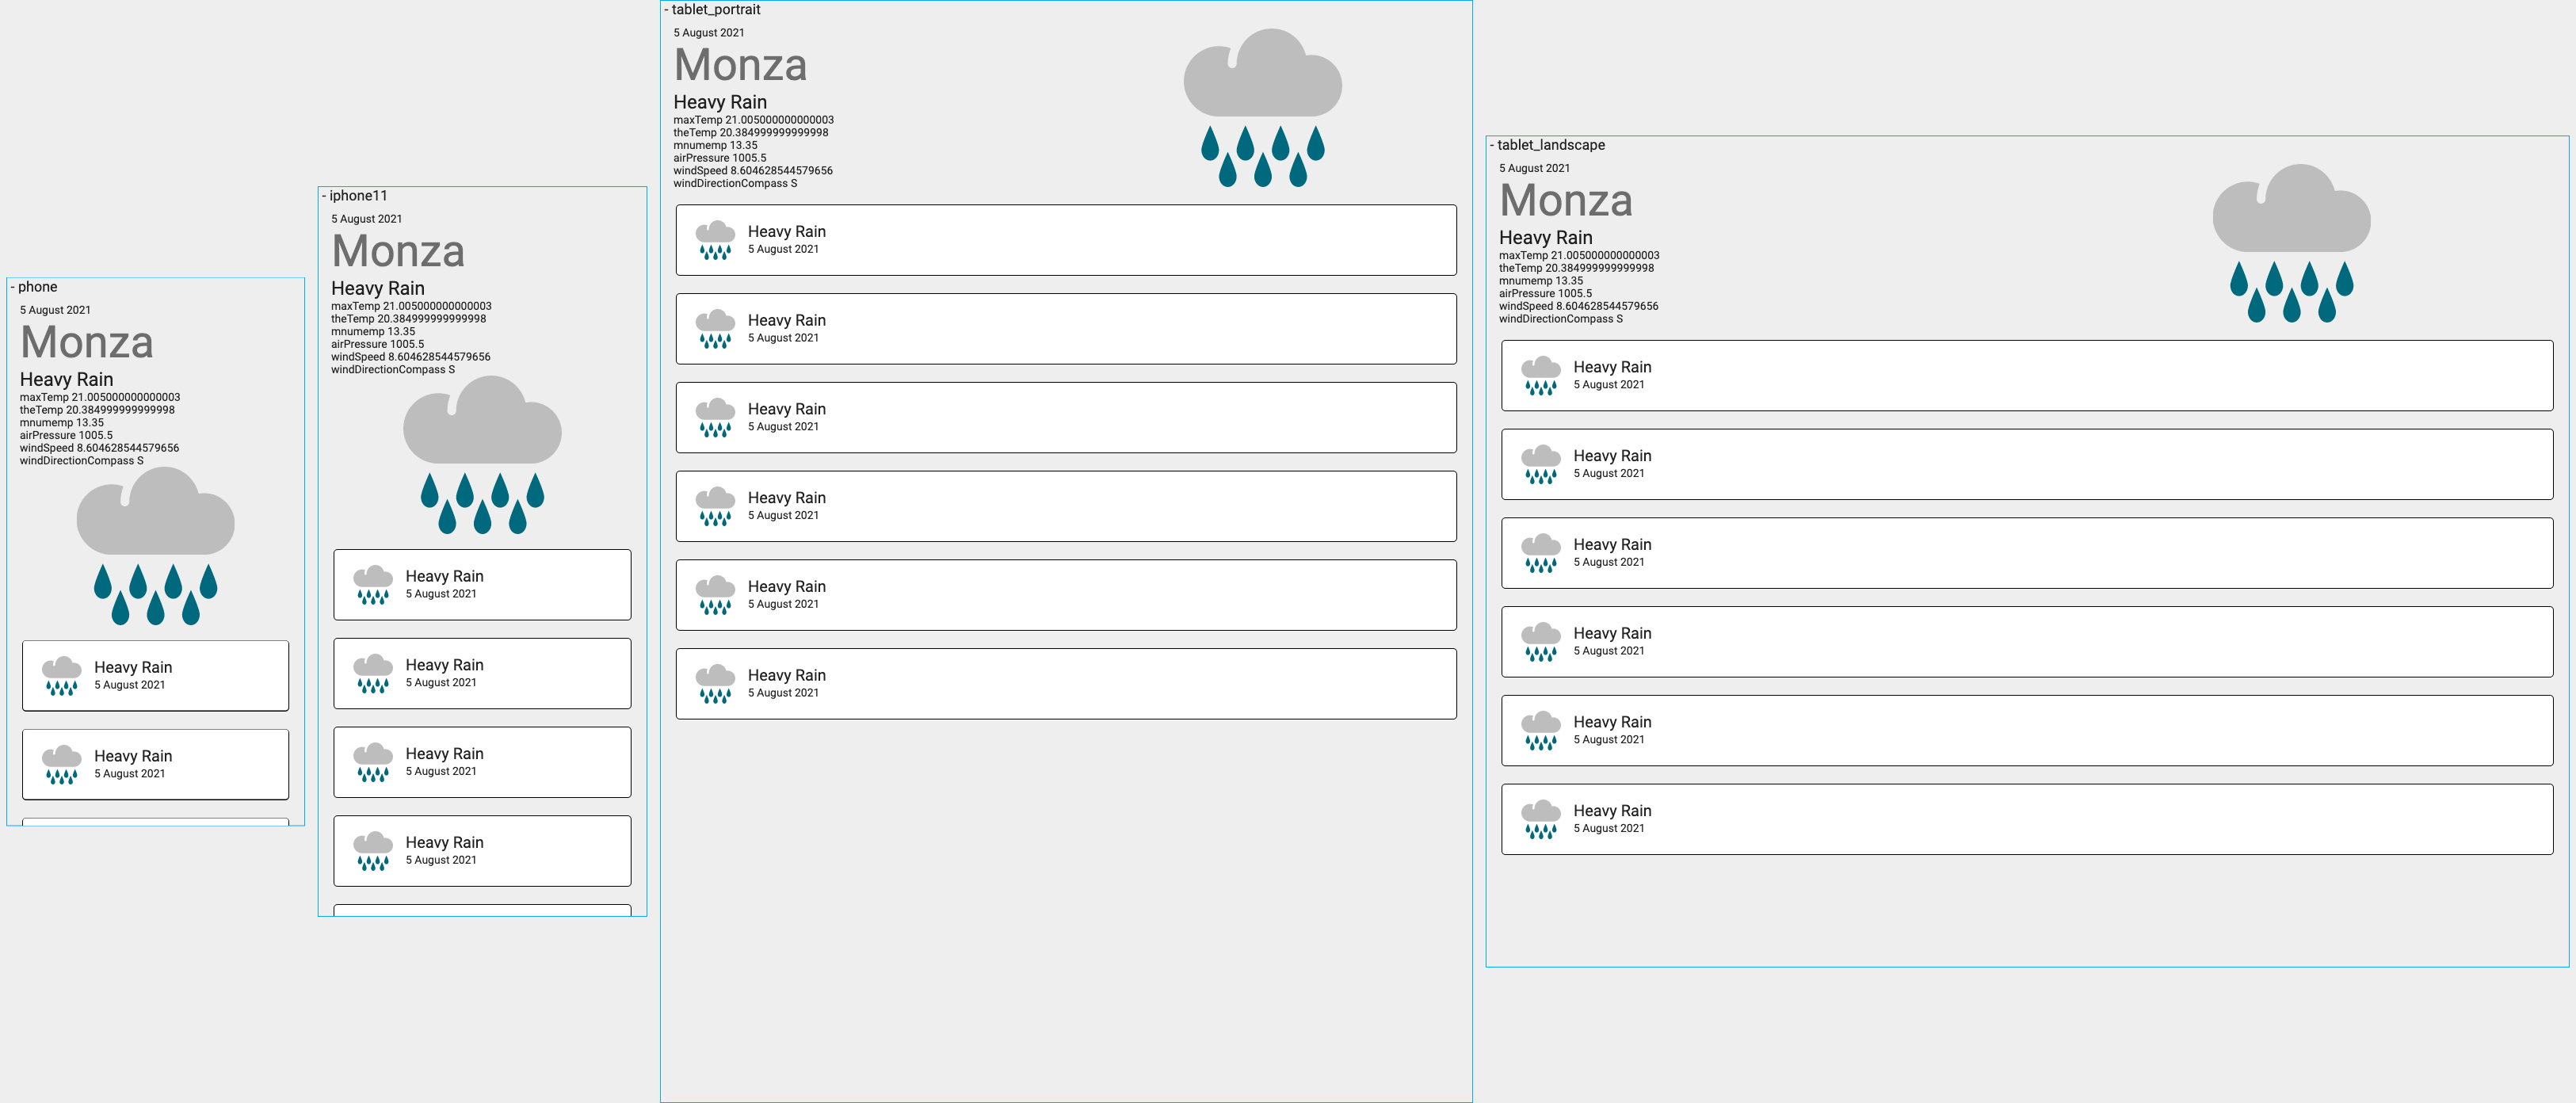 - phone
5 August 2021
Monza
Heavy Rain
maxTemp 21.005000000000003
theTemp 20.384999999999998
mnumemp 13.35
airPressure 1005.5
windSpeed 8.604628544579656
windDirectionCompass S
Heavy Rain
5 August 2021
Heavy Rain
5 August 2021
- iphone11
5 August 2021
Monza
Heavy Rain
maxTemp 21.005000000000003
theTemp 20.384999999999998
mnumemp 13.35
airPressure 1005.5
windSpeed 8.604628544579656
windDirectionCompass S
Heavy Rain
5 August 2021
Heavy Rain
5 August 2021
Heavy Rain
5 August 2021
Heavy Rain
5 August 2021
- tablet_portrait
5 August 2021
Monza
Heavy Rain
maxTemp 21.005000000000003
theTemp 20.384999999999998
mnumemp 13.35
airPressure 1005.5
windSpeed 8.604628544579656
windDirectionCompass S
Heavy Rain
5 August 2021
Heavy Rain
5 August 2021
Heavy Rain
5 August 2021
Heavy Rain
5 August 2021
Heavy Rain
5 August 2021
Heavy Rain
5 August 2021
- tablet_landscape
5 August 2021
Monza
Heavy Rain
maxTemp 21.005000000000003
theTemp 20.384999999999998
mnumemp 13.35
airPressure 1005.5
windSpeed 8.604628544579656
windDirectionCompass S
Heavy Rain
5 August 2021
Heavy Rain
5 August 2021
Heavy Rain
5 August 2021
Heavy Rain
5 August 2021
Heavy Rain
5 August 2021
Heavy Rain
5 August 2021